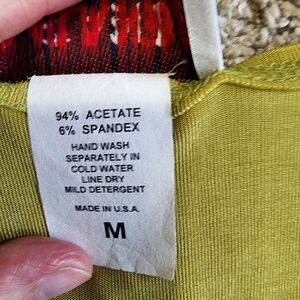 94% ACETATE
6% SPANDEX
HAND WASH
SEPARATELY IN
COLD WATER
LINE DRY
MILD DETERGENT
MADE IN U.S.A.
M